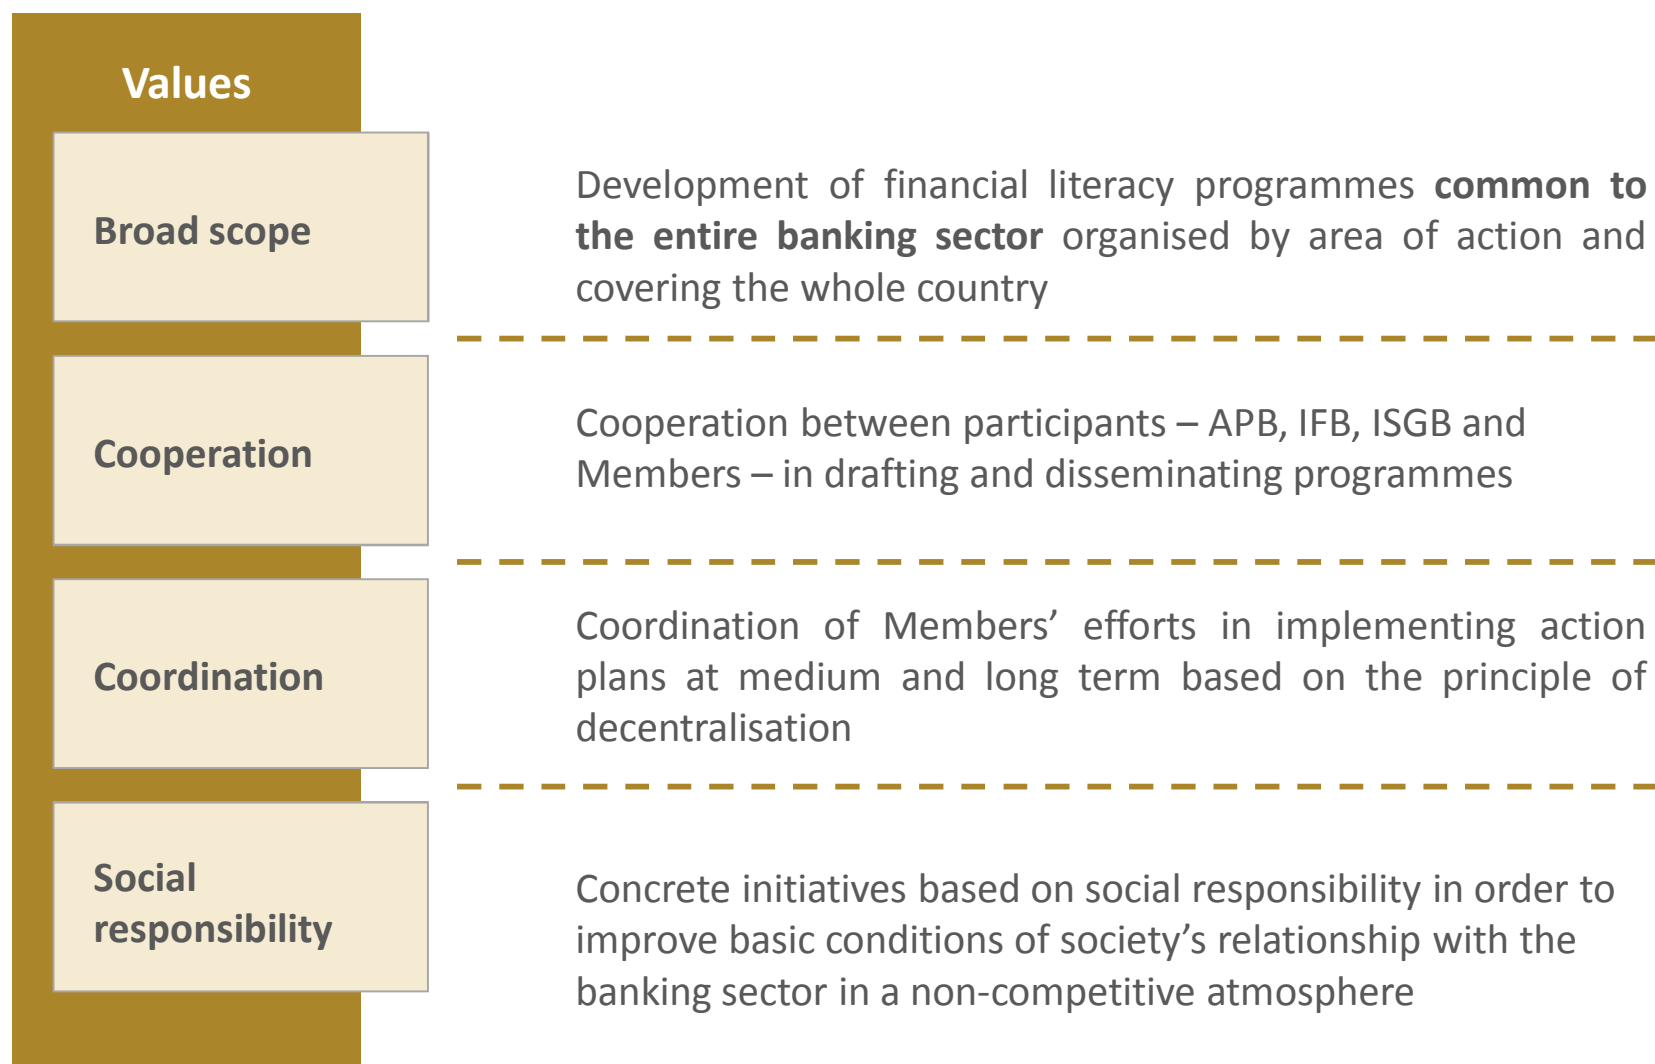 Values
Broad scope
Development of financial literacy programmes common to
the entire banking sector organised by area of action and
covering the whole country
Cooperation
Cooperation between participants – APB, IFB, ISGB and
Members – in drafting and disseminating programmes
Coordination
Coordination of Members’ efforts in implementing action
plans at medium and long term based on the principle of
decentralisation
Social
responsibility
Concrete initiatives based on social responsibility in order to
improve basic conditions of society’s relationship with the
banking sector in a non-competitive atmosphere